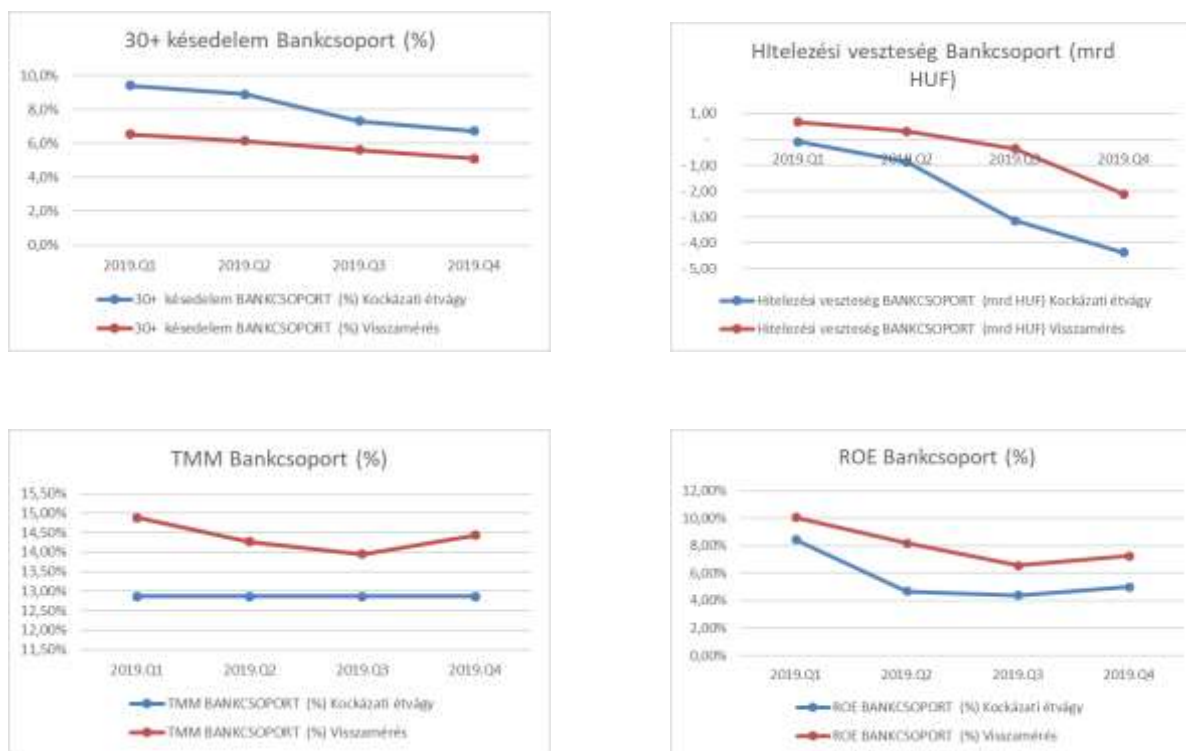 30+ késedelem Bankcsoport (%)
10,0%
8,0%
6,0%
4,0%
2,0%
0,0%
2019.Q1 2019.Q2 2019.Q3 2019.Q4
30+ késedelem BANKCSOPORT (%) Kockázati étvágy
30+ késedelem BANKCSOPORT (%) Visszamérés
HItelezési veszteség Bankcsoport (mrd
HUF)
1,00
-
- 1,00
- 2,00
- 3,00
- 4,00
- 5,00
2019.Q1 2019.Q2 2019.Q3 2019.Q4
Hitelezési veszteség BANKCSOPORT (mrd HUF) Kockázati étvágy
Hitelezési veszteség BANKCSOPORT (mrd HUF) Visszamérés
TMM Bankcsoport (%)
15,50%
15,00%
14,50%
14,00%
13,50%
13,00%
12,50%
12,00%
11,50%
2019.Q1 2019.Q2 2019.Q3 2019.Q4
TMM BANKCSOPORT (%) Kockázati étvágy
TMM BANKCSOPORT (%) Visszamérés
ROE Bankcsoport (%)
12,00%
10,00%
8,00%
6,00%
4,00%
2,00%
0,00%
2019.Q1 2019.Q2 2019.Q3 2019.Q4
ROE BANKCSOPORT (%) Kockázati étvágy
ROE BANKCSOPORT (%) Visszamérés